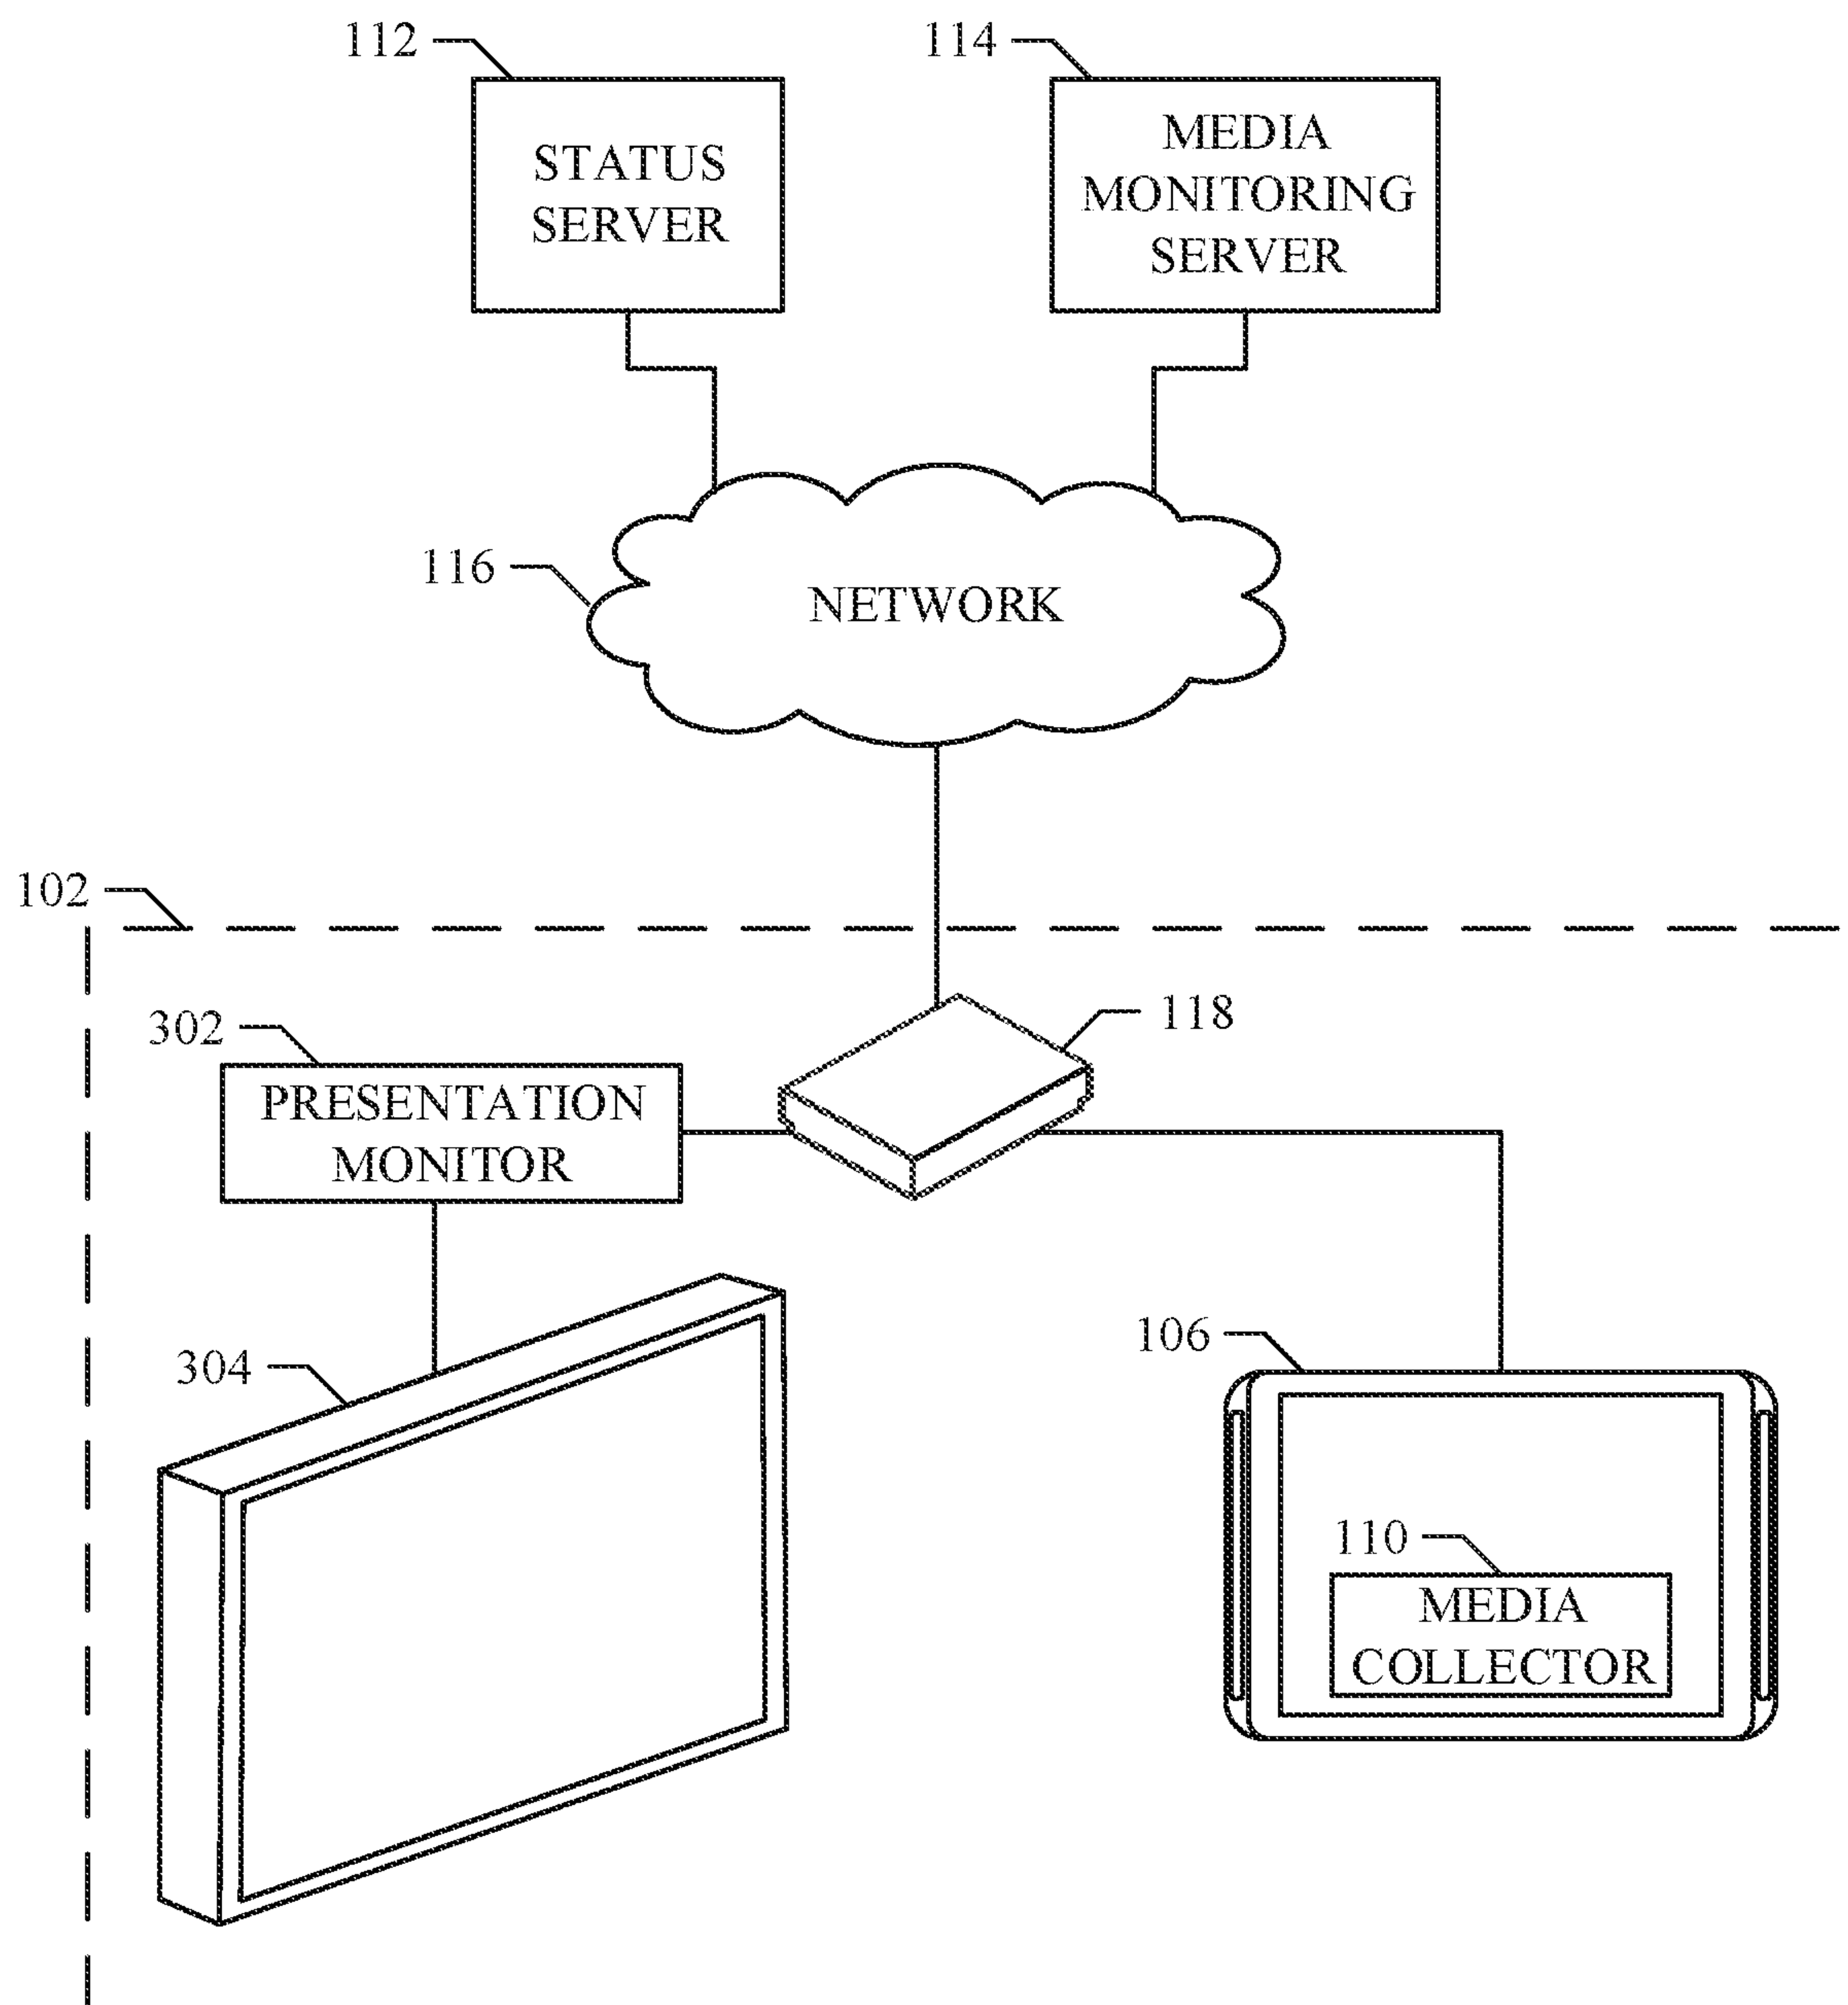 112
114
STATUS
SERVER
MEDIA
MONITORING
SERVER
116
NETWORK
102
302
118
PRESENTATION
MONITOR
304
106
110
MEDIA
COLLECTOR